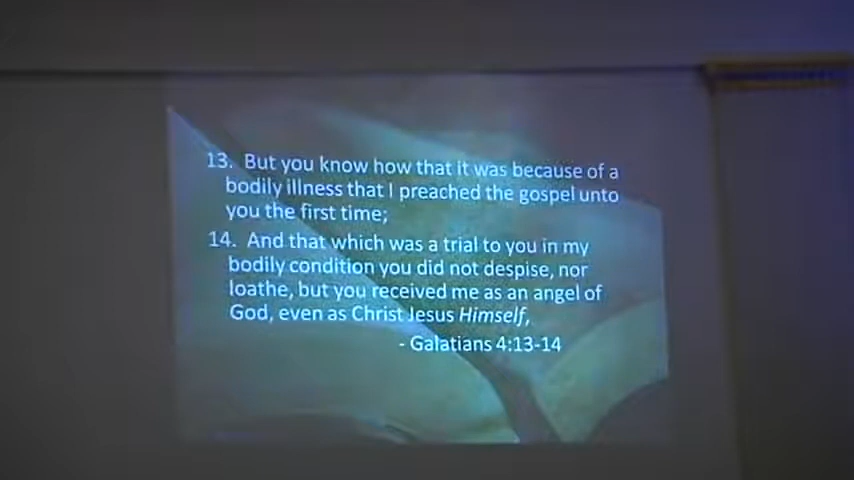 13. But you know how that it was because of a
bodily illness that I preached the gospel unto
you the first time;
14. And that which was a trial to you in my
bodily condition you did not despise, nor
loathe, but you received me as an angel of
God, even as Christ Jesus Himself,
- Galatians 4:13-14